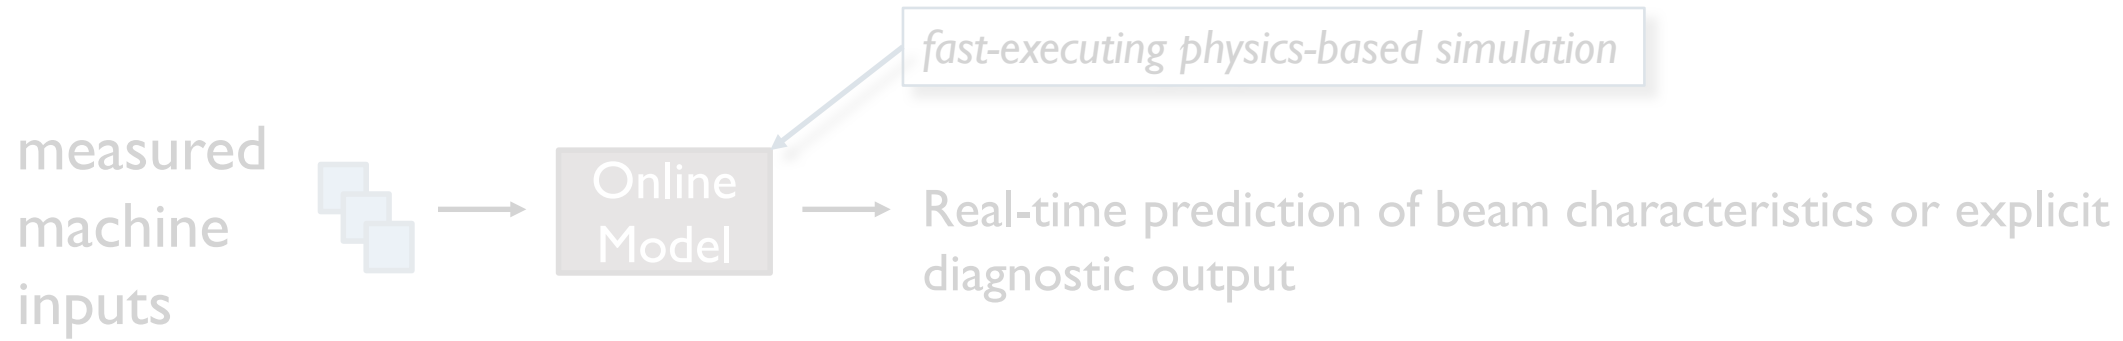 fast-executing physics-based simulation
measured
machine
inputs
Online
Model
Real-time prediction of beam characteristics or explicit
diagnostic output